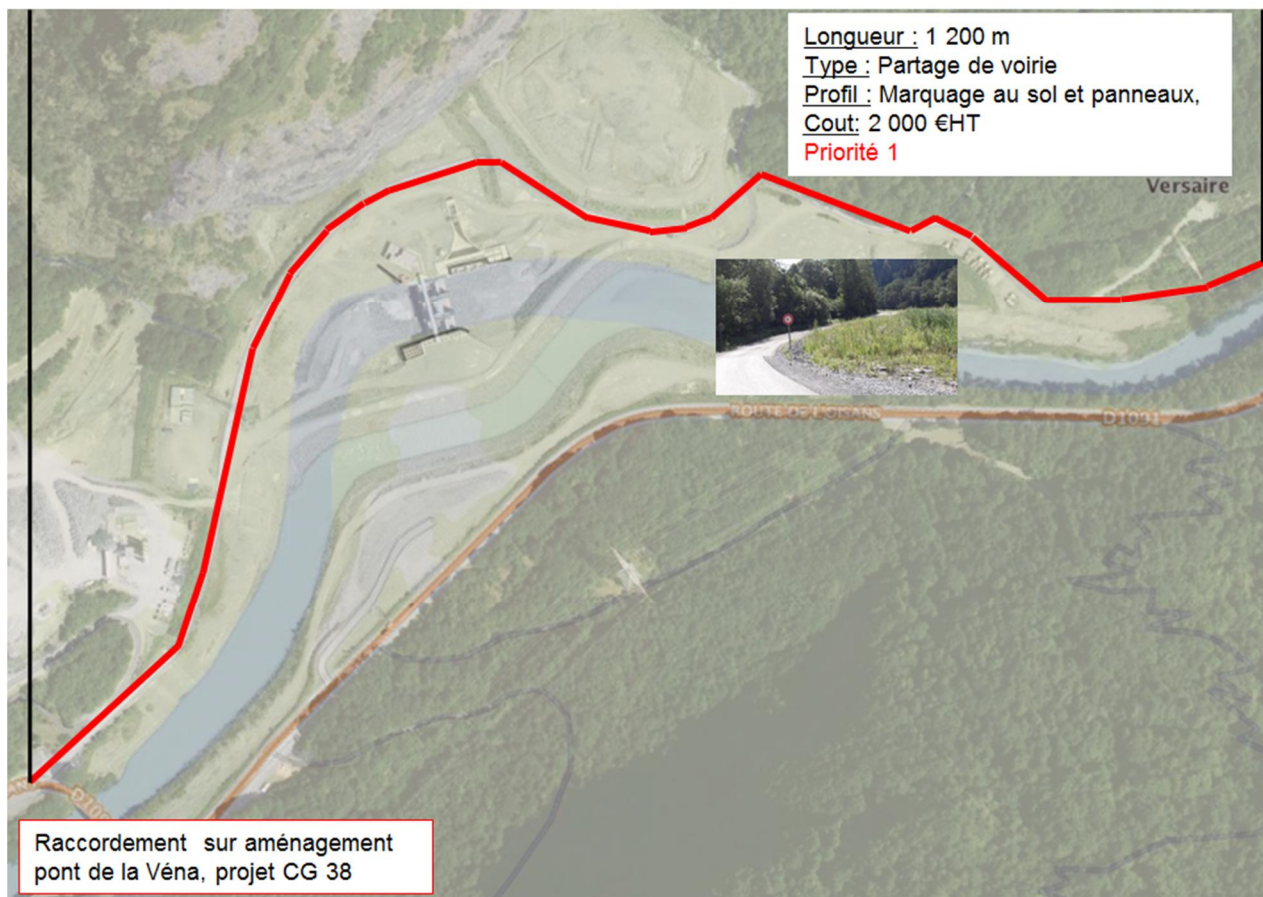 Longueur : 1 200 m
Type : Partage de voirie
Profil : Marquage au sol et panneaux,
Cout: 2 000 €HT
Priorité 1
Versaire
ROUTE DE L'OISANS
D1091
Raccordement sur aménagement
pont de la Véna, projet CG 38